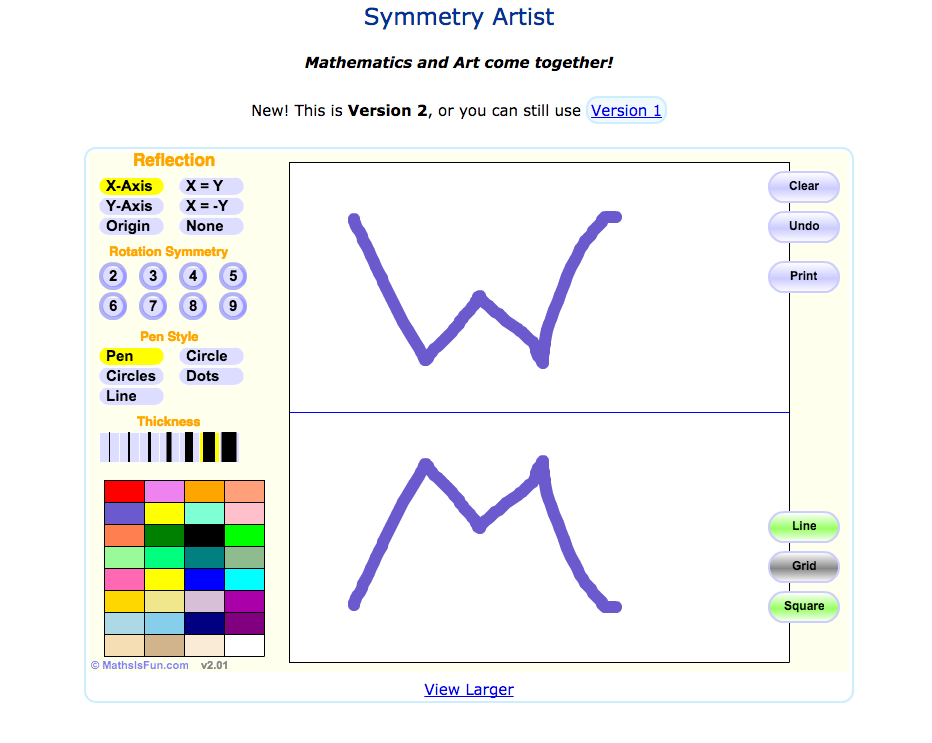 Symmetry Artist
Mathematics and Art come together!
New! This is Version 2, or you can still use Version 1
Reflection
X-Axis X = Y
Y-Axis X = -Y
Origin None
Rotation Symmetry
2 3 4 5
6 7 8 9
Pen Style
Pen Circle
Circles Dots
Line
Thickness
© MathsIsFun.com v2.01
Clear
Undo
Print
Line
Grid
Square
W
M
View Larger